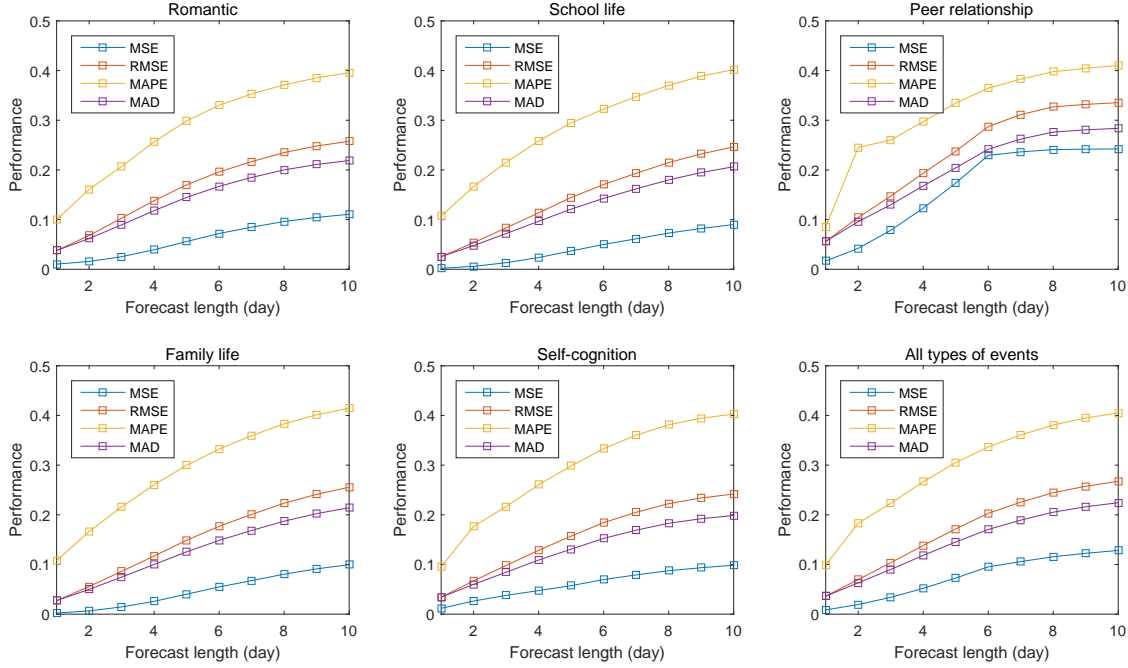 Romantic
0.5
0.4
0.3
0.2
0.1
0
Performance
MSE
RMSE
MAPE
MAD
2 4 6 8 10
Forecast length (day)
School life
0.5
0.4
0.3
0.2
0.1
0
Performance
MSE
RMSE
MAPE
MAD
2 4 6 8 10
Forecast length (day)
Peer relationship
0.5
0.4
0.3
0.2
0.1
0
Performance
MSE
RMSE
MAPE
MAD
2 4 6 8 10
Forecast length (day)
Family life
0.5
0.4
0.3
0.2
0.1
0
Performance
MSE
RMSE
MAPE
MAD
2 4 6 8 10
Forecast length (day)
Self-cognition
0.5
0.4
0.3
0.2
0.1
0
Performance
MSE
RMSE
MAPE
MAD
2 4 6 8 10
Forecast length (day)
All types of events
0.5
0.4
0.3
0.2
0.1
0
Performance
MSE
RMSE
MAPE
MAD
2 4 6 8 10
Forecast length (day)